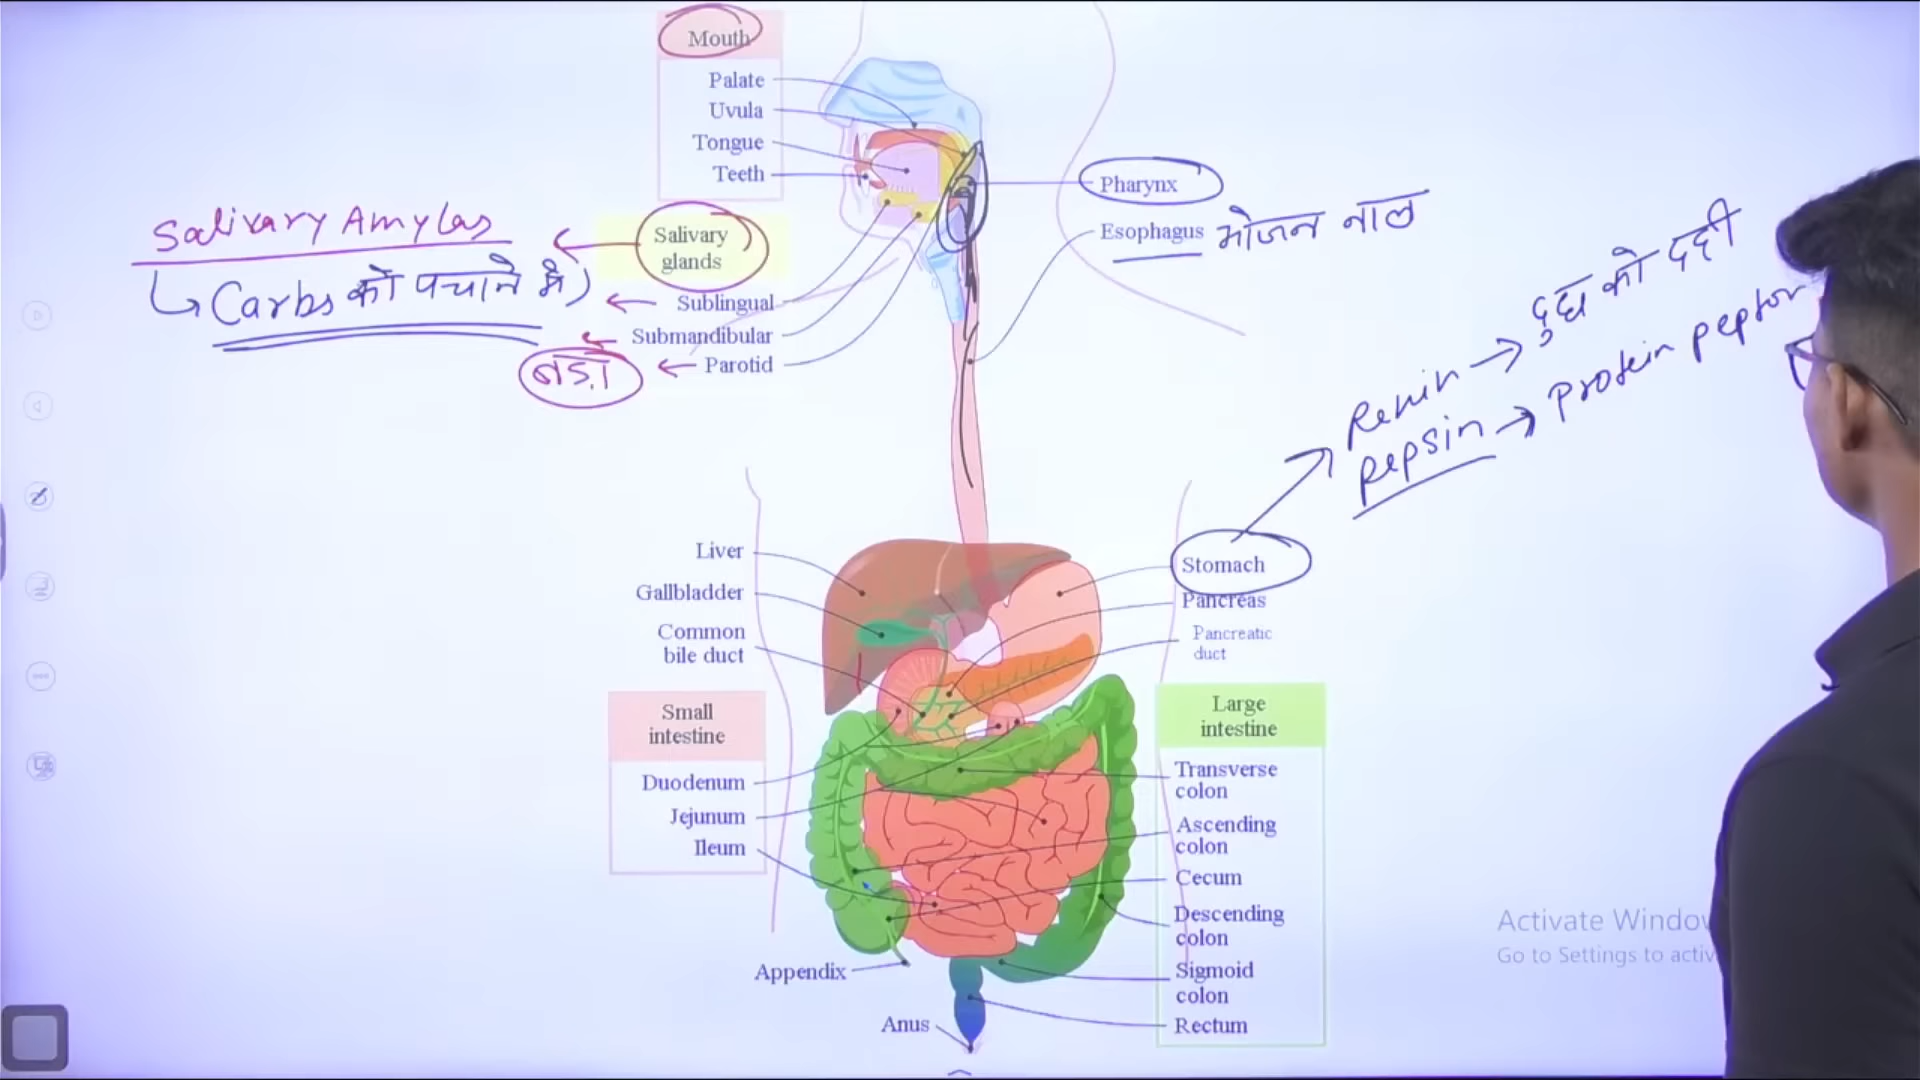 Mouth
Palate
Uvula
Tongue
Teeth
Salivary
glands
Sublingual
Submandibular
Parotid
Salivary Amylas
Carbs को पचाने मे)
बड़ा
Pharynx
Esophagus भोजन नाल
Renin → दुध को दही
Pepsin → Protein pepton
Liver
Gallbladder
Common
bile duct
Stomach
Pancreas
Pancreatic
duct
Small
intestine
Duodenum
Jejunum
Ileum
Appendix
Anus
Large
intestine
Transverse
colon
Ascending
colon
Cecum
Descending
colon
Sigmoid
colon
Rectum
Activate Window
Go to Settings to activ